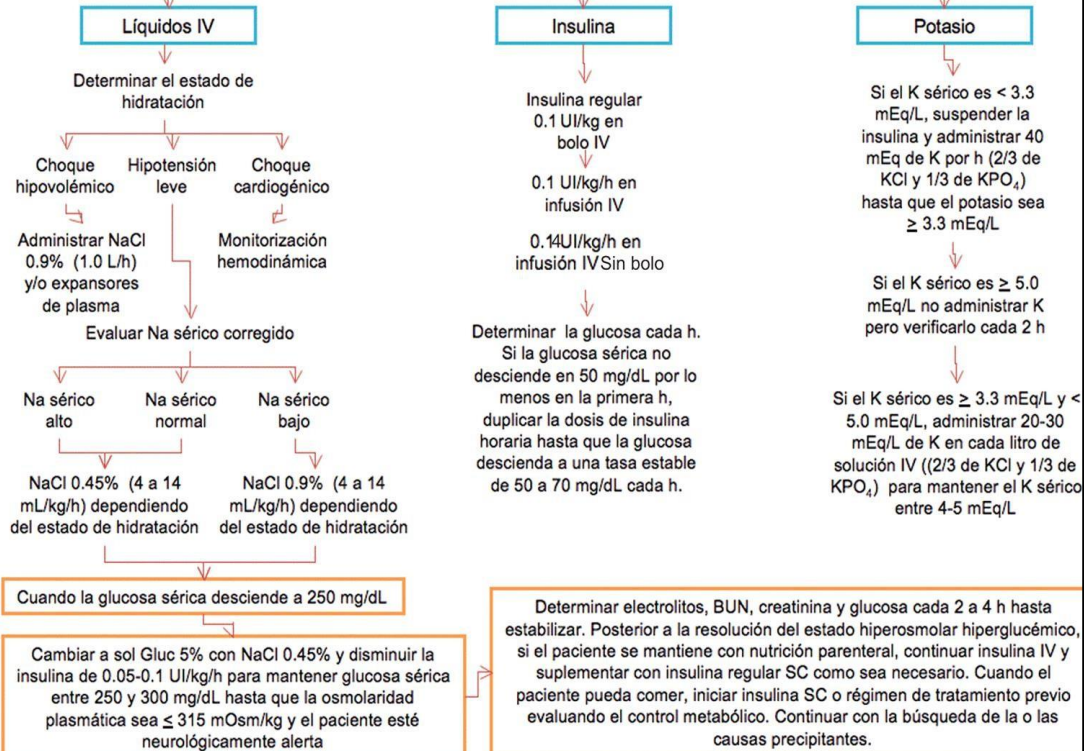 Líquidos IV
Determinar el estado de
hidratación
Choque
hipovolémico
Hipotensión
leve
Choque
cardiogénico
Administrar NaCl
0.9% (1.0 L/h)
y/o expansores
de plasma
Monitorización
hemodinámica
Evaluar Na sérico corregido
Na sérico
alto
Na sérico
normal
Na sérico
bajo
NaCl 0.45% (4 a 14
mL/kg/h) dependiendo
del estado de hidratación
NaCl 0.9% (4 a 14
mL/kg/h) dependiendo
del estado de hidratación
Cuando la glucosa sérica desciende a 250 mg/dL
Cambiar a sol Gluc 5% con NaCl 0.45% y disminuir la
insulina de 0.05-0.1 UI/kg/h para mantener glucosa sérica
entre 250 y 300 mg/dL hasta que la osmolaridad
plasmática sea ≤ 315 mOsm/kg y el paciente esté
neurológicamente alerta
Insulina
Insulina regular
0.1 UI/kg en
bolo IV
0.1 UI/kg/h en
infusión IV
0.14UI/kg/h en
infusión IV Sin bolo
Determinar la glucosa cada h.
Si la glucosa sérica no
desciende en 50 mg/dL por lo
menos en la primera h,
duplicar la dosis de insulina
horaria hasta que la glucosa
descienda a una tasa estable
de 50 a 70 mg/dL cada h.
Potasio
Si el K sérico es < 3.3
mEq/L, suspender la
insulina y administrar 40
mEq de K por h (2/3 de
KCl y 1/3 de KPO₄)
hasta que el potasio sea
≥ 3.3 mEq/L
Si el K sérico es ≥ 5.0
mEq/L no administrar K
pero verificarlo cada 2 h
Si el K sérico es ≥ 3.3 mEq/L y <
5.0 mEq/L, administrar 20-30
mEq/L de K en cada litro de
solución IV ((2/3 de KCl y 1/3 de
KPO₄) para mantener el K sérico
entre 4-5 mEq/L
Determinar electrolitos, BUN, creatinina y glucosa cada 2 a 4 h hasta
estabilizar. Posterior a la resolución del estado hiperosmolar hiperglucémico,
si el paciente se mantiene con nutrición parenteral, continuar insulina IV y
suplementar con insulina regular SC como sea necesario. Cuando el
paciente pueda comer, iniciar insulina SC o régimen de tratamiento previo
evaluando el control metabólico. Continuar con la búsqueda de la o las
causas precipitantes.